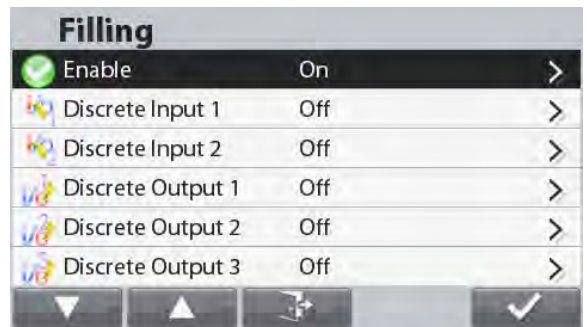 Filling
Enable On
Discrete Input 1 Off
Discrete Input 2 Off
Discrete Output 1 Off
Discrete Output 2 Off
Discrete Output 3 Off